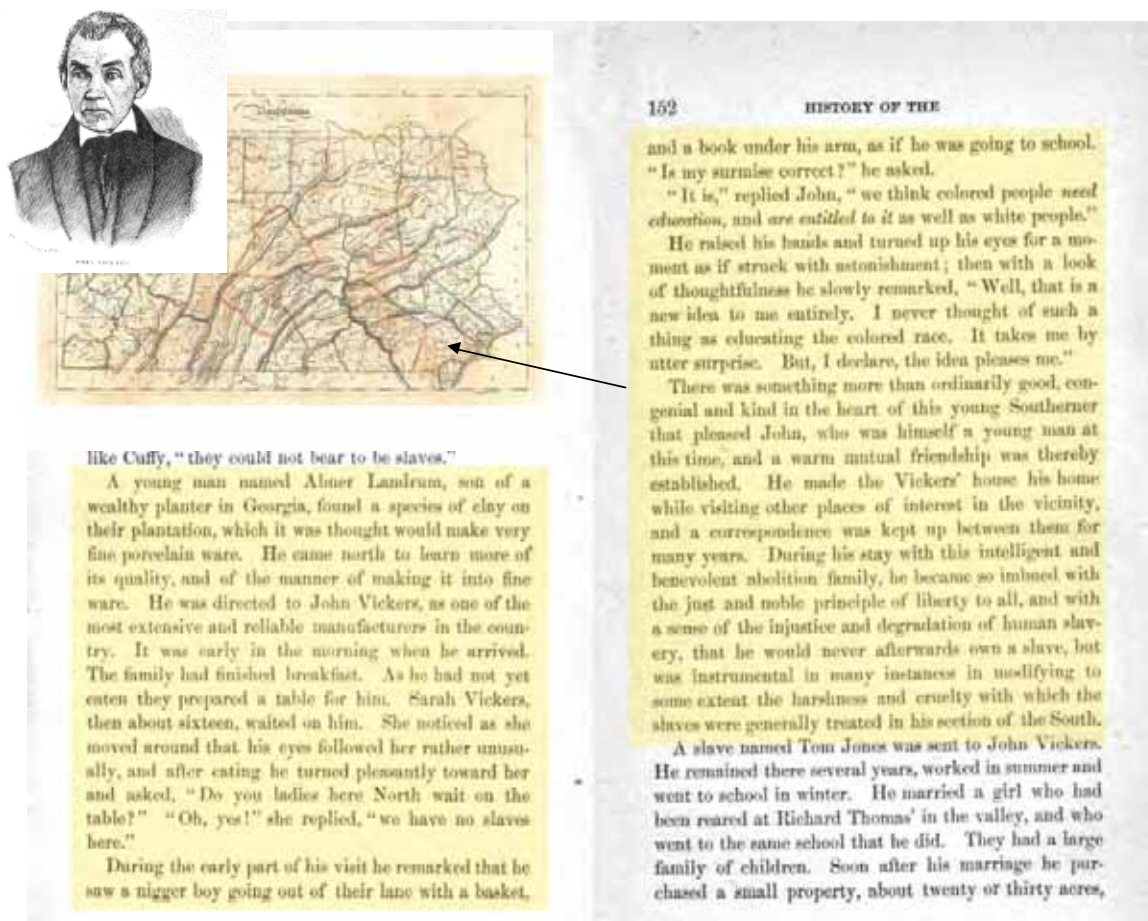 Pennsylvania
JOHN VICKERS
like Cuffy, "they could not bear to be slaves."
A young man named Abner Landrum, son of a
wealthy planter in Georgia, found a species of clay on
their plantation, which it was thought would make very
fine porcelain ware. He came north to learn more of
its quality, and of the manner of making it into fine
ware. He was directed to John Vickers, as one of the
most extensive and reliable manufacturers in the coun-
try. It was early in the morning when he arrived.
The family had finished breakfast. As he had not yet
eaten they prepared a table for him. Sarah Vickers,
then about sixteen, waited on him. She noticed as she
moved around that his eyes followed her rather unusu-
ally, and after eating he turned pleasantly toward her
and asked, "Do you ladies here North wait on the
table?" "Oh, yes!" she replied, "we have no slaves
here."
During the early part of his visit he remarked that he
saw a nigger boy going out of their lane with a basket,
152 HISTORY OF THE
and a book under his arm, as if he was going to school.
"Is my surmise correct?" he asked.
"It is," replied John, "we think colored people need
education, and are entitled to it as well as white people."
He raised his hands and turned up his eyes for a mo-
ment as if struck with astonishment; then with a look
of thoughtfulness he slowly remarked, "Well, that is a
new idea to me entirely. I never thought of such a
thing as educating the colored race. It takes me by
utter surprise. But, I declare, the idea pleases me."
There was something more than ordinarily good, con-
genial and kind in the heart of this young Southerner
that pleased John, who was himself a young man at
this time, and a warm mutual friendship was thereby
established. He made the Vickers' house his home
while visiting other places of interest in the vicinity,
and a correspondence was kept up between them for
many years. During his stay with this intelligent and
benevolent abolition family, he became so imbued with
the just and noble principle of liberty to all, and with
a sense of the injustice and degradation of human slav-
ery, that he would never afterwards own a slave, but
was instrumental in many instances in modifying to
some extent the harshness and cruelty with which the
slaves were generally treated in his section of the South.
A slave named Tom Jones was sent to John Vickers.
He remained there several years, worked in summer and
went to school in winter. He married a girl who had
been reared at Richard Thomas' in the valley, and who
went to the same school that he did. They had a large
family of children. Soon after his marriage he pur-
chased a small property, about twenty or thirty acres,